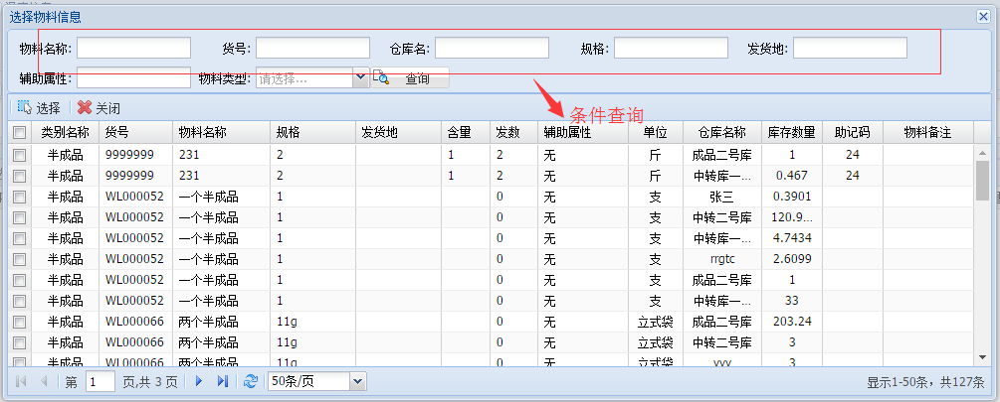 选择物料信息
物料名称: 货号: 仓库名: 规格: 发货地:
辅助属性: 物料类型: 请选择... 查询
选择 关闭
条件查询
类别名称 货号 物料名称 规格 发货地 含量 发数 辅助属性 单位 仓库名称 库存数量 助记码 物料备注
半成品 9999999 231 2 1 2 无 斤 成品二号库 1 24
半成品 9999999 231 2 1 2 无 斤 中转库一... 0.467 24
半成品 WL000052 一个半成品 1 0 无 支 张三 0.3901
半成品 WL000052 一个半成品 1 0 无 支 中转二号库 120.9...
半成品 WL000052 一个半成品 1 0 无 支 中转库一... 4.7434
半成品 WL000052 一个半成品 1 0 无 支 rrgtc 2.6099
半成品 WL000052 一个半成品 1 0 无 支 成品二号库 1
半成品 WL000052 一个半成品 1 0 无 支 中转库一... 33
半成品 WL000066 两个半成品 11g 0 无 立式袋 成品二号库 203.24
半成品 WL000066 两个半成品 11g 0 无 立式袋 中转二号库 3
半成品 WL000066 两个半成品 11g 0 无 立式袋 yyy 3
第 1 页,共 3 页 50条/页 显示1-50条，共127条